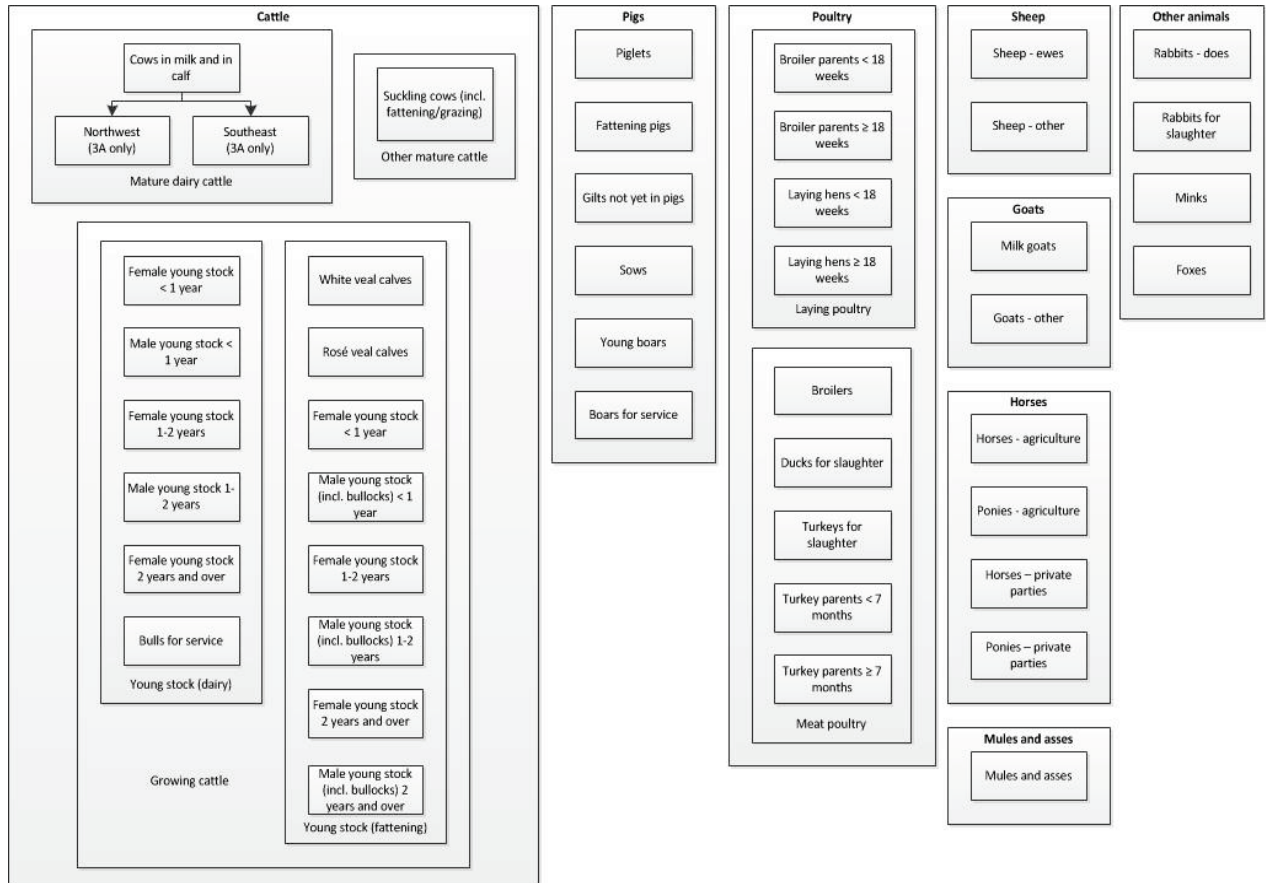 Cattle
Cows in milk and in
calf
Northwest
(3A only)
Southeast
(3A only)
Mature dairy cattle
Suckling cows (incl.
fattening/grazing)
Other mature cattle
Female young stock
< 1 year
Male young stock <
1 year
Female young stock
1-2 years
Male young stock 1-
2 years
Female young stock
2 years and over
Bulls for service
Young stock (dairy)
White veal calves
Rosé veal calves
Female young stock
< 1 year
Male young stock
(incl. bullocks) < 1
year
Female young stock
1-2 years
Male young stock
(incl. bullocks) 1-2
years
Female young stock
2 years and over
Male young stock
(incl. bullocks) 2
years and over
Young stock (fattening)
Growing cattle
Pigs
Piglets
Fattening pigs
Gilts not yet in pigs
Sows
Young boars
Boars for service
Poultry
Broiler parents < 18
weeks
Broiler parents ≥ 18
weeks
Laying hens < 18
weeks
Laying hens ≥ 18
weeks
Laying poultry
Broilers
Ducks for slaughter
Turkeys for
slaughter
Turkey parents < 7
months
Turkey parents ≥ 7
months
Meat poultry
Sheep
Sheep - ewes
Sheep - other
Goats
Milk goats
Goats - other
Horses
Horses - agriculture
Ponies - agriculture
Horses – private
parties
Ponies – private
parties
Mules and asses
Mules and asses
Other animals
Rabbits - does
Rabbits for
slaughter
Minks
Foxes